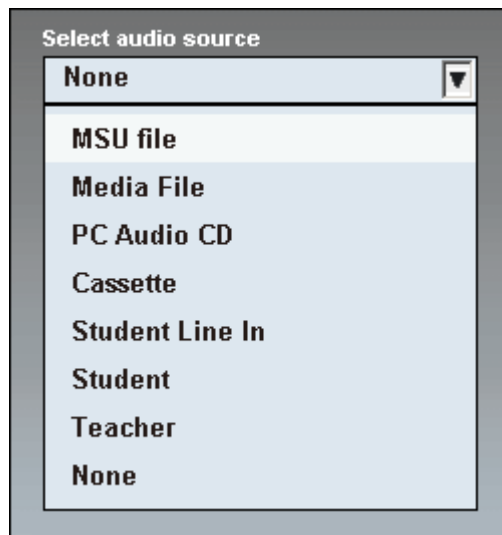 Select audio source
None
MSU file
Media File
PC Audio CD
Cassette
Student Line In
Student
Teacher
None